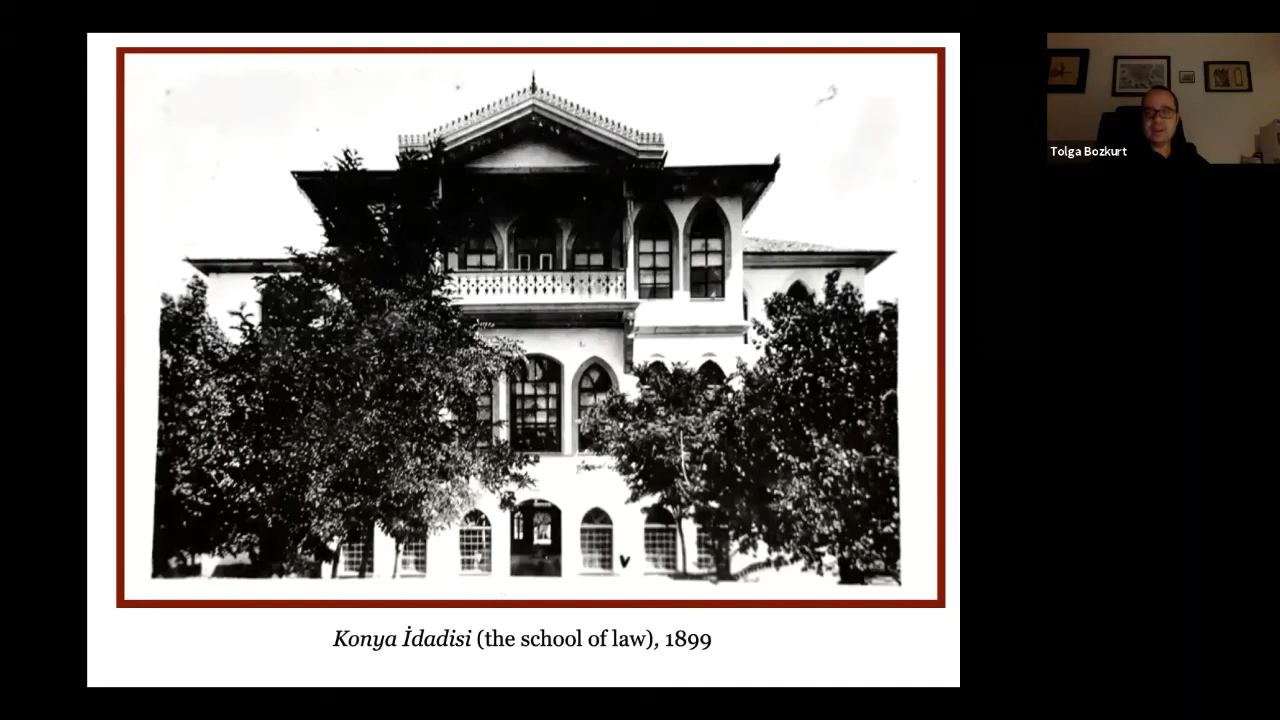 Tolga Bozkurt
Konya İdadisi (the school of law), 1899